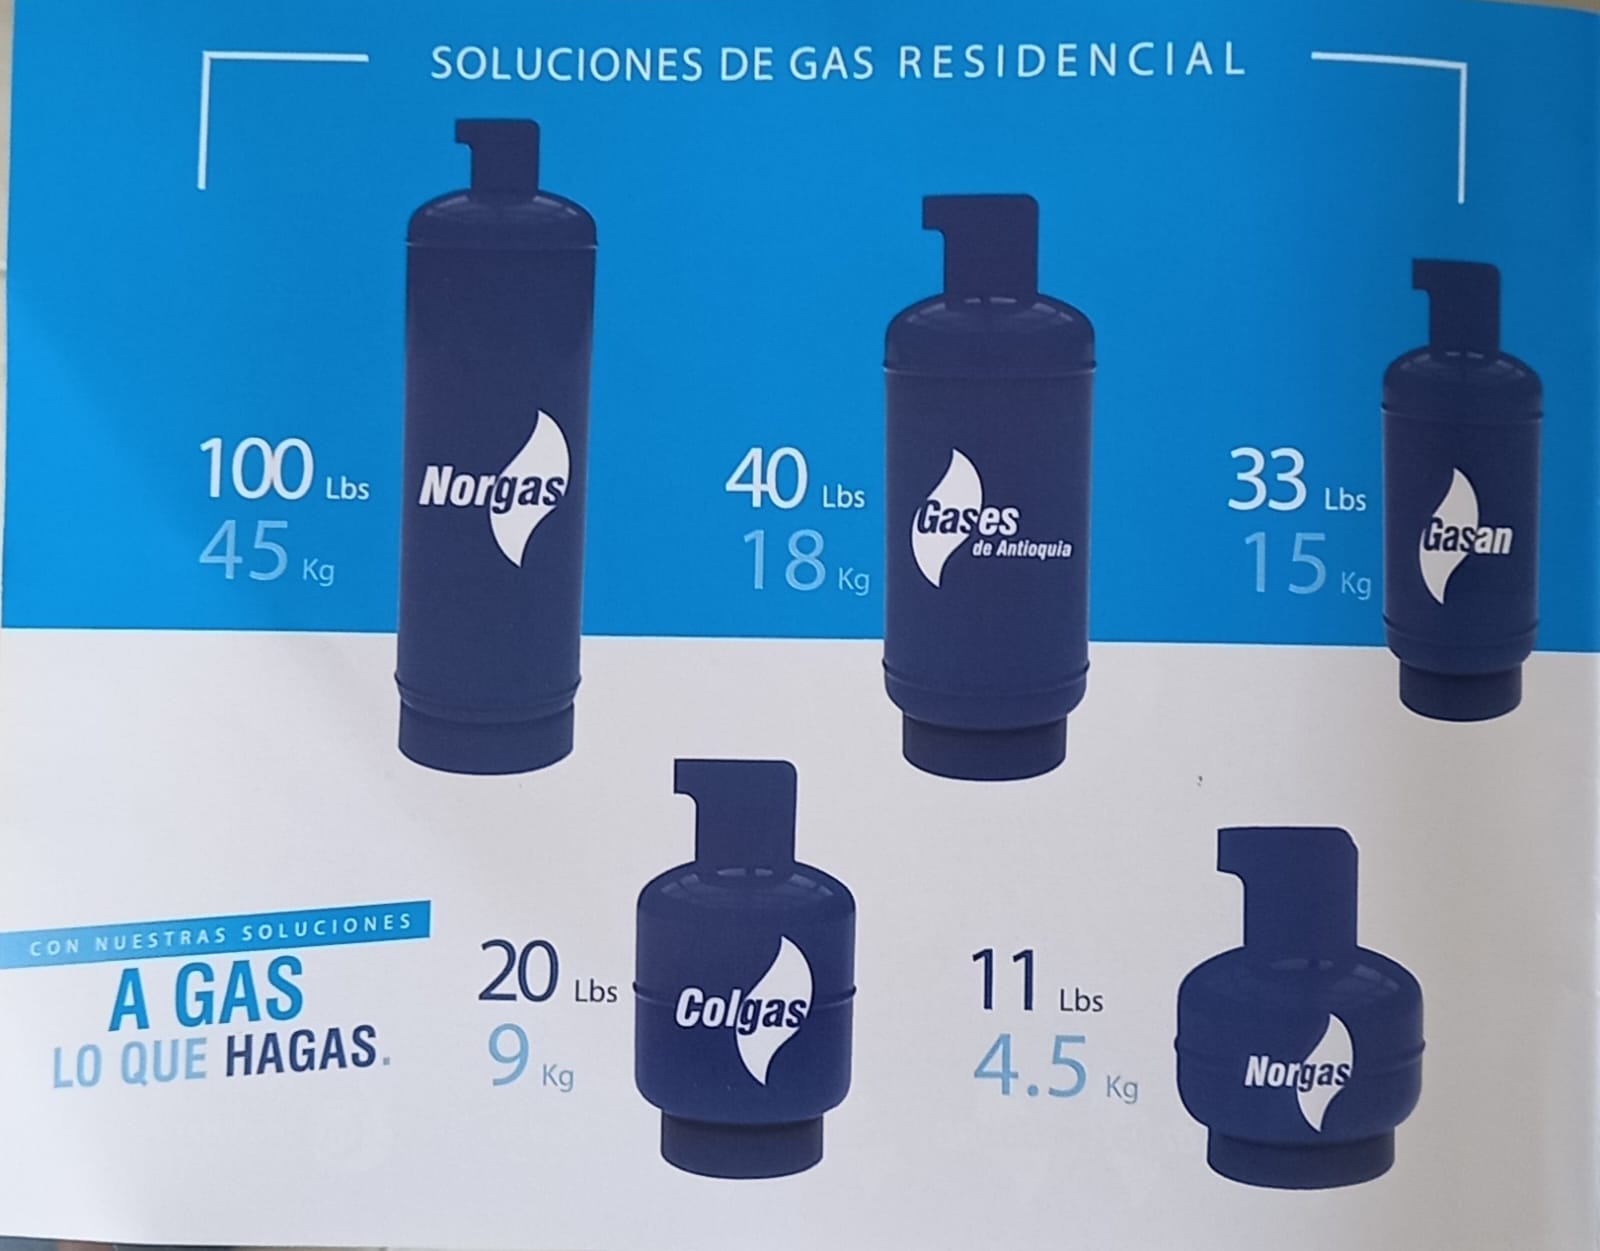 SOLUCIONES DE GAS RESIDENCIAL
100 Lbs
45 Kg
Norgas
40 Lbs
18 Kg
Gases
de Antioquia
33 Lbs
15 Kg
Gasan
CON NUESTRAS SOLUCIONES
A GAS
LO QUE HAGAS.
20 Lbs
9 Kg
Colgas
11 Lbs
4.5 Kg
Norgas